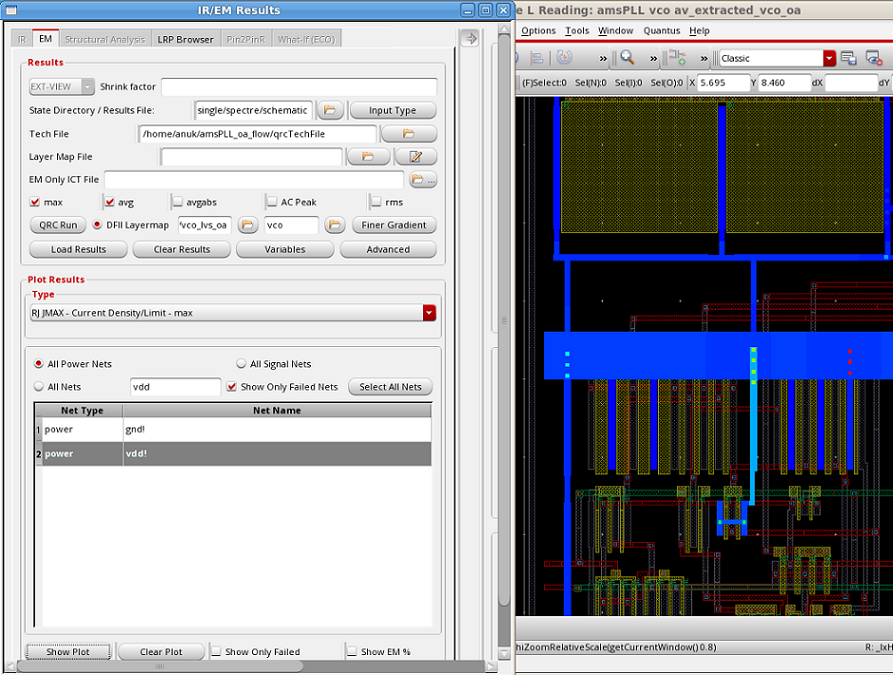 IR/EM Results
IR EM Structural Analysis LRP Browser Pin2PinR What-If (ECO)
Results
EXT-VIEW Shrink factor
State Directory / Results File: single/spectre/schematic Input Type
Tech File /home/anuk/amsPLL_oa_flow/qrcTechFile
Layer Map File
EM Only ICT File ...
max avg avgabs AC Peak rms
QRC Run DFII Layermap vco_lvs_oa vco Finer Gradient
Load Results Clear Results Variables Advanced
Plot Results
Type
RJ JMAX - Current Density/Limit - max
All Power Nets All Signal Nets
All Nets vdd Show Only Failed Nets Select All Nets
Net Type Net Name
1 power gnd!
2 power vdd!
Show Plot Clear Plot Show Only Failed Show EM %
e L Reading: amsPLL vco av_extracted_vco_oa
Options Tools Window Quantus Help
» » » Classic
(F)Select:0 Sel(N):0 Sel(I):0 Sel(O):0 X 5.695 Y 8.460 dX dY
hiZoomRelativeScale(getCurrentWindow() 0.8) R: _lxH